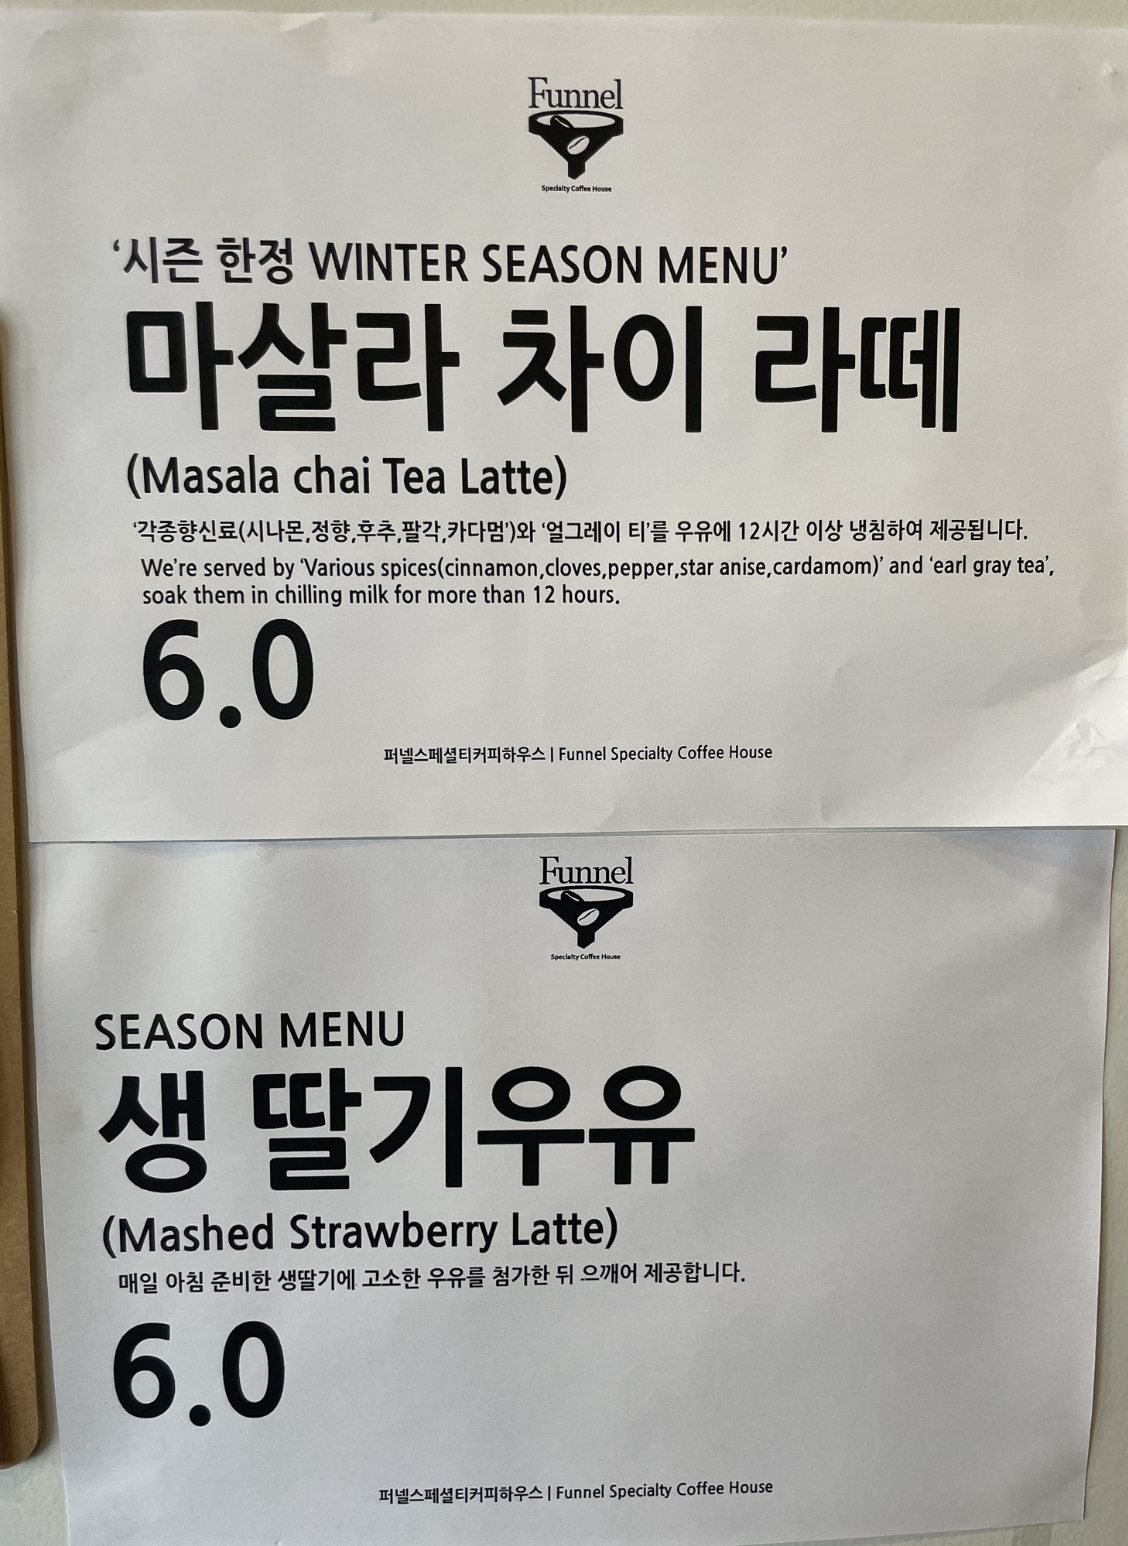 Funnel
Specialty Coffee House
‘시즌 한정 WINTER SEASON MENU’
마살라 차이 라떼
(Masala chai Tea Latte)
‘각종향신료(시나몬,정향,후추,팔각,카다멈’)와 ‘얼그레이 티’를 우유에 12시간 이상 냉침하여 제공됩니다.
We’re served by ‘Various spices(cinnamon,cloves,pepper,star anise,cardamom)’ and ‘earl gray tea’,
soak them in chilling milk for more than 12 hours.
6.0
퍼넬스페셜티커피하우스 | Funnel Specialty Coffee House
Funnel
Specialty Coffee House
SEASON MENU
생 딸기우유
(Mashed Strawberry Latte)
매일 아침 준비한 생딸기에 고소한 우유를 첨가한 뒤 으깨어 제공합니다.
6.0
퍼넬스페셜티커피하우스 | Funnel Specialty Coffee House